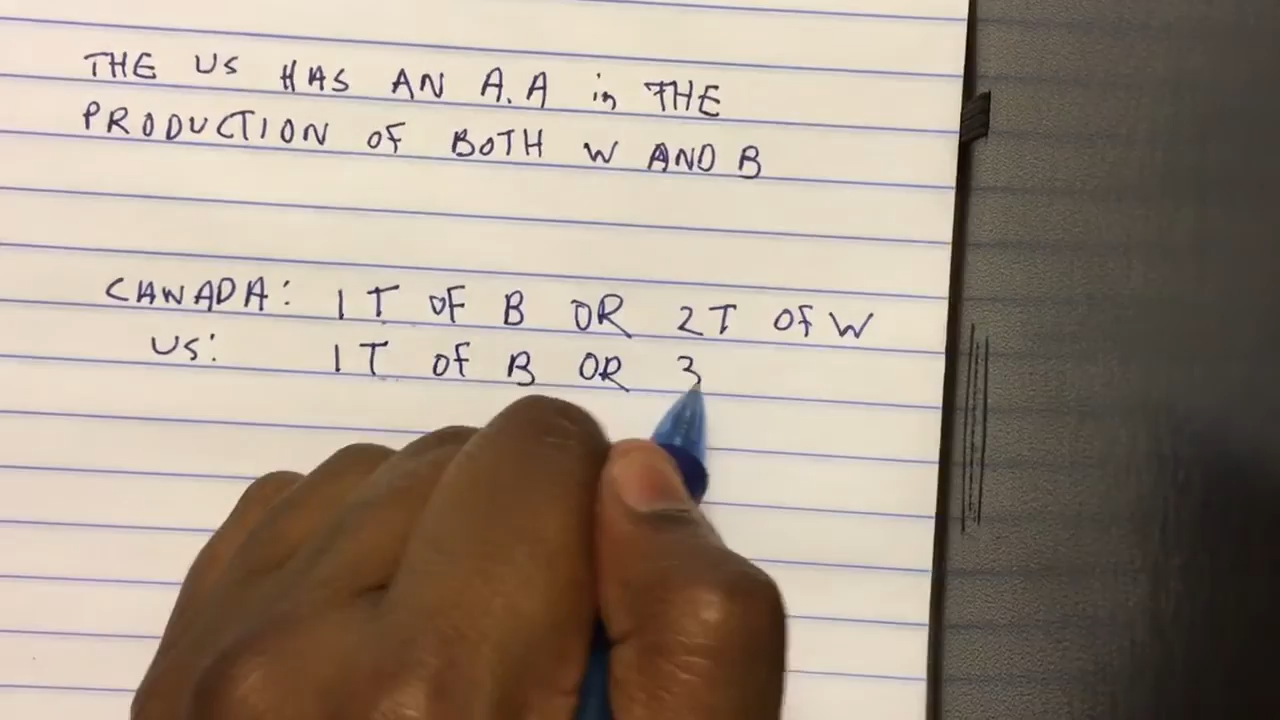 THE US HAS AN A.A in THE
PRODUCTION OF BOTH W AND B
CANADA: 1T OF B OR 2T Of W
US: 1T Of B OR 3